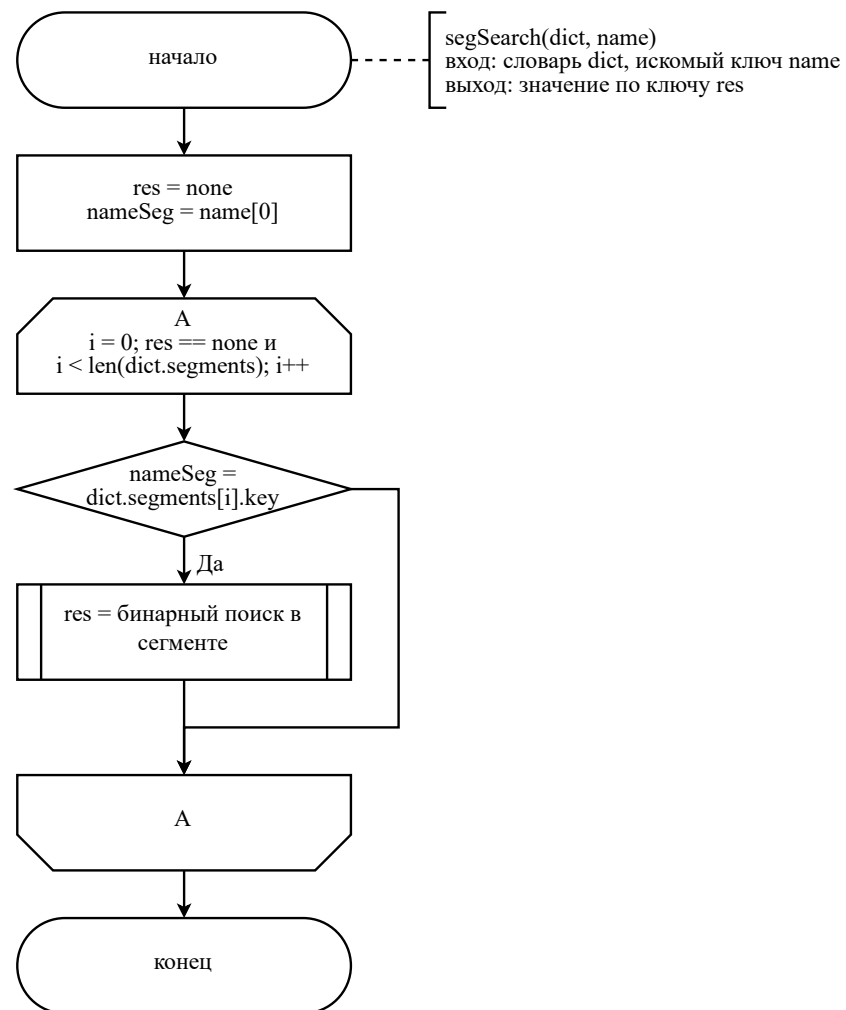 начало
segSearch(dict, name)
вход: словарь dict, искомый ключ name
выход: значение по ключу res
res = none
nameSeg = name[0]
А
i = 0; res == none и
i < len(dict.segments); i++
nameSeg =
dict.segments[i].key
Да
res = бинарный поиск в
сегменте
А
конец